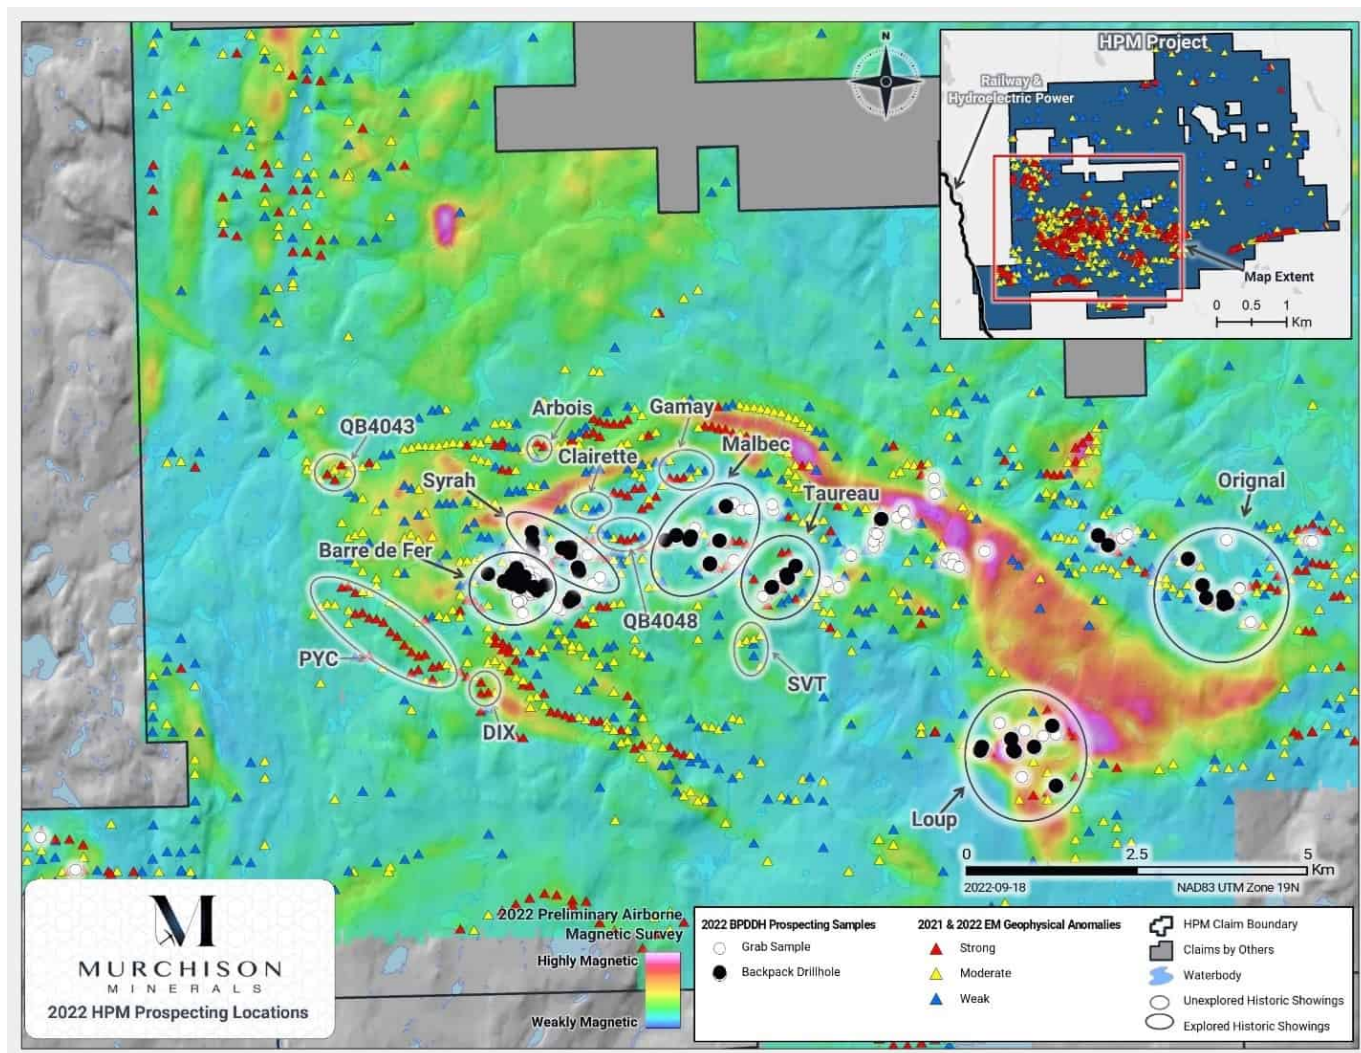 N
HPM Project
Railway &
Hydroelectric Power
Map Extent
0 0.5 1
Km
QB4043
Arbois
Gamay
Clairette
Malbec
Syrah
Taureau
Orignal
Barre de Fer
QB4048
PYC
SVT
DIX
Loup
0 2.5 5
Km
2022-09-18 NAD83 UTM Zone 19N
M
MURCHISON
MINERALS
2022 HPM Prospecting Locations
2022 Preliminary Airborne
Magnetic Survey
Highly Magnetic
Weakly Magnetic
2022 BPDDH Prospecting Samples
Grab Sample
Backpack Drillhole
2021 & 2022 EM Geophysical Anomalies
Strong
Moderate
Weak
HPM Claim Boundary
Claims by Others
Waterbody
Unexplored Historic Showings
Explored Historic Showings